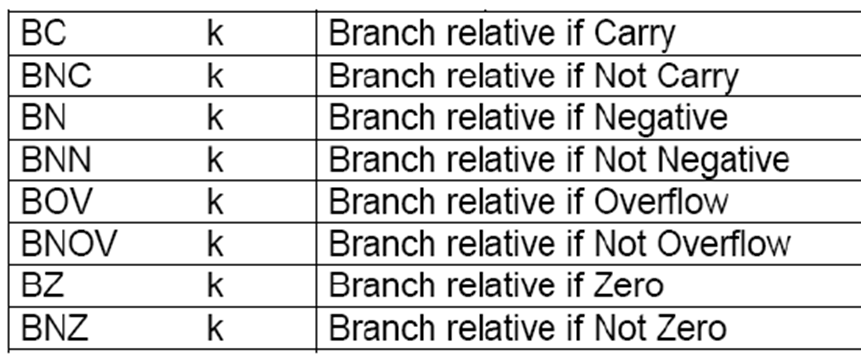 BC k Branch relative if Carry
BNC k Branch relative if Not Carry
BN k Branch relative if Negative
BNN k Branch relative if Not Negative
BOV k Branch relative if Overflow
BNOV k Branch relative if Not Overflow
BZ k Branch relative if Zero
BNZ k Branch relative if Not Zero